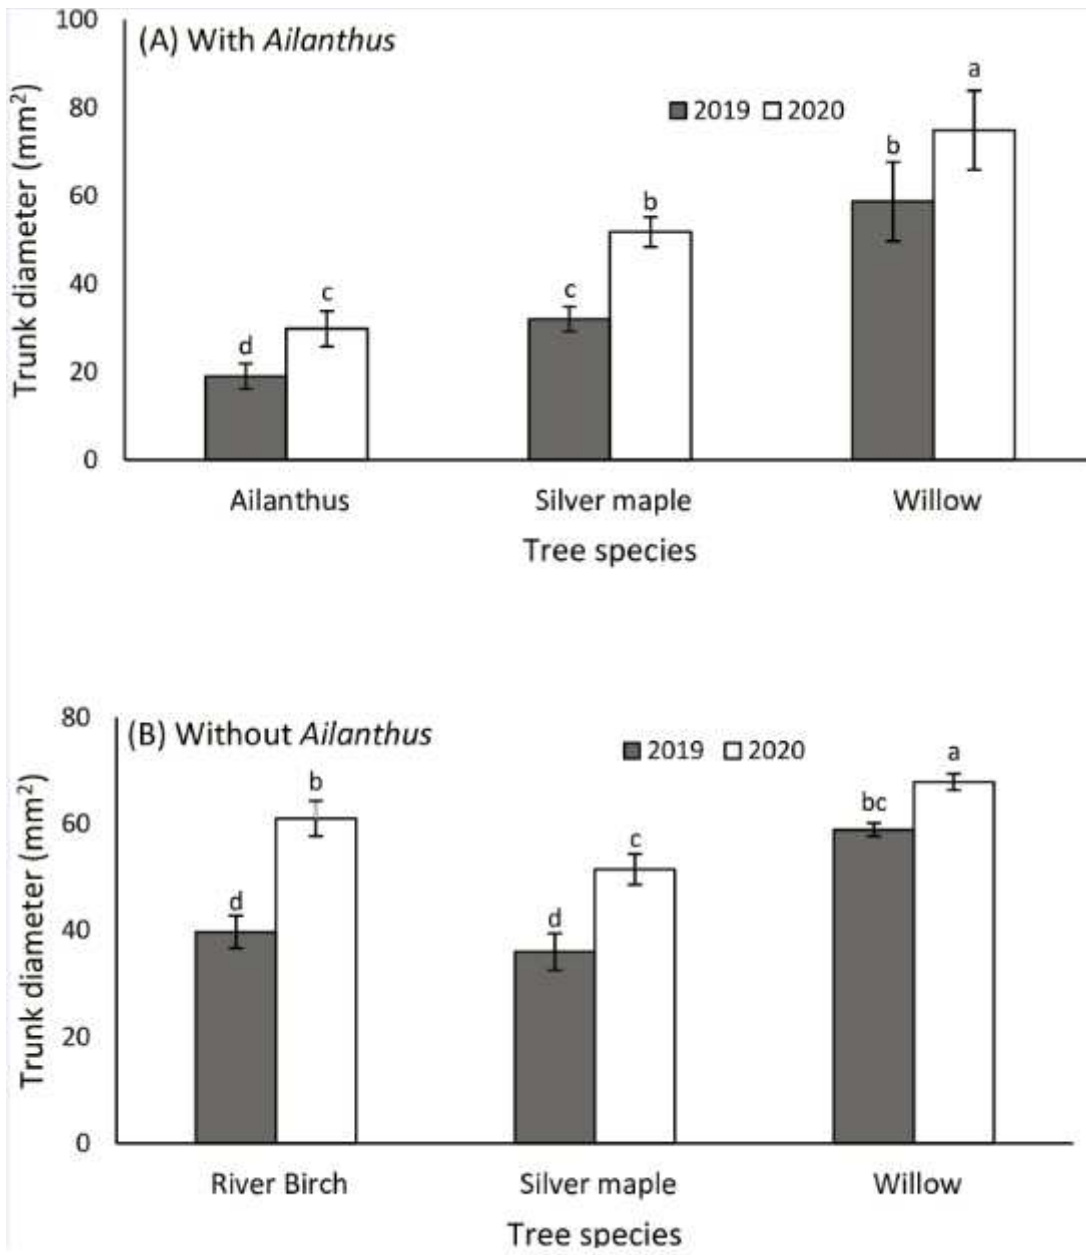 (A) With Ailanthus
2019 2020
Trunk diameter (mm²)
100
80
60
40
20
0
d
c
c
b
b
a
Ailanthus Silver maple Willow
Tree species
(B) Without Ailanthus
2019 2020
Trunk diameter (mm²)
80
60
40
20
0
d
b
d
c
bc
a
River Birch Silver maple Willow
Tree species